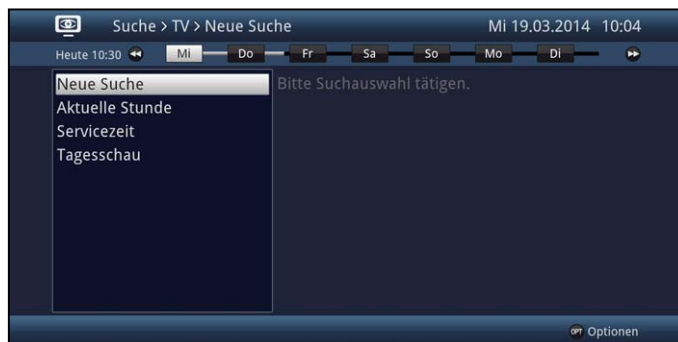 Suche > TV > Neue Suche Mi 19.03.2014 10:04
Heute 10:30 Mi Do Fr Sa So Mo Di
Neue Suche Bitte Suchauswahl tätigen.
Aktuelle Stunde
Servicezeit
Tagesschau
OPT Optionen